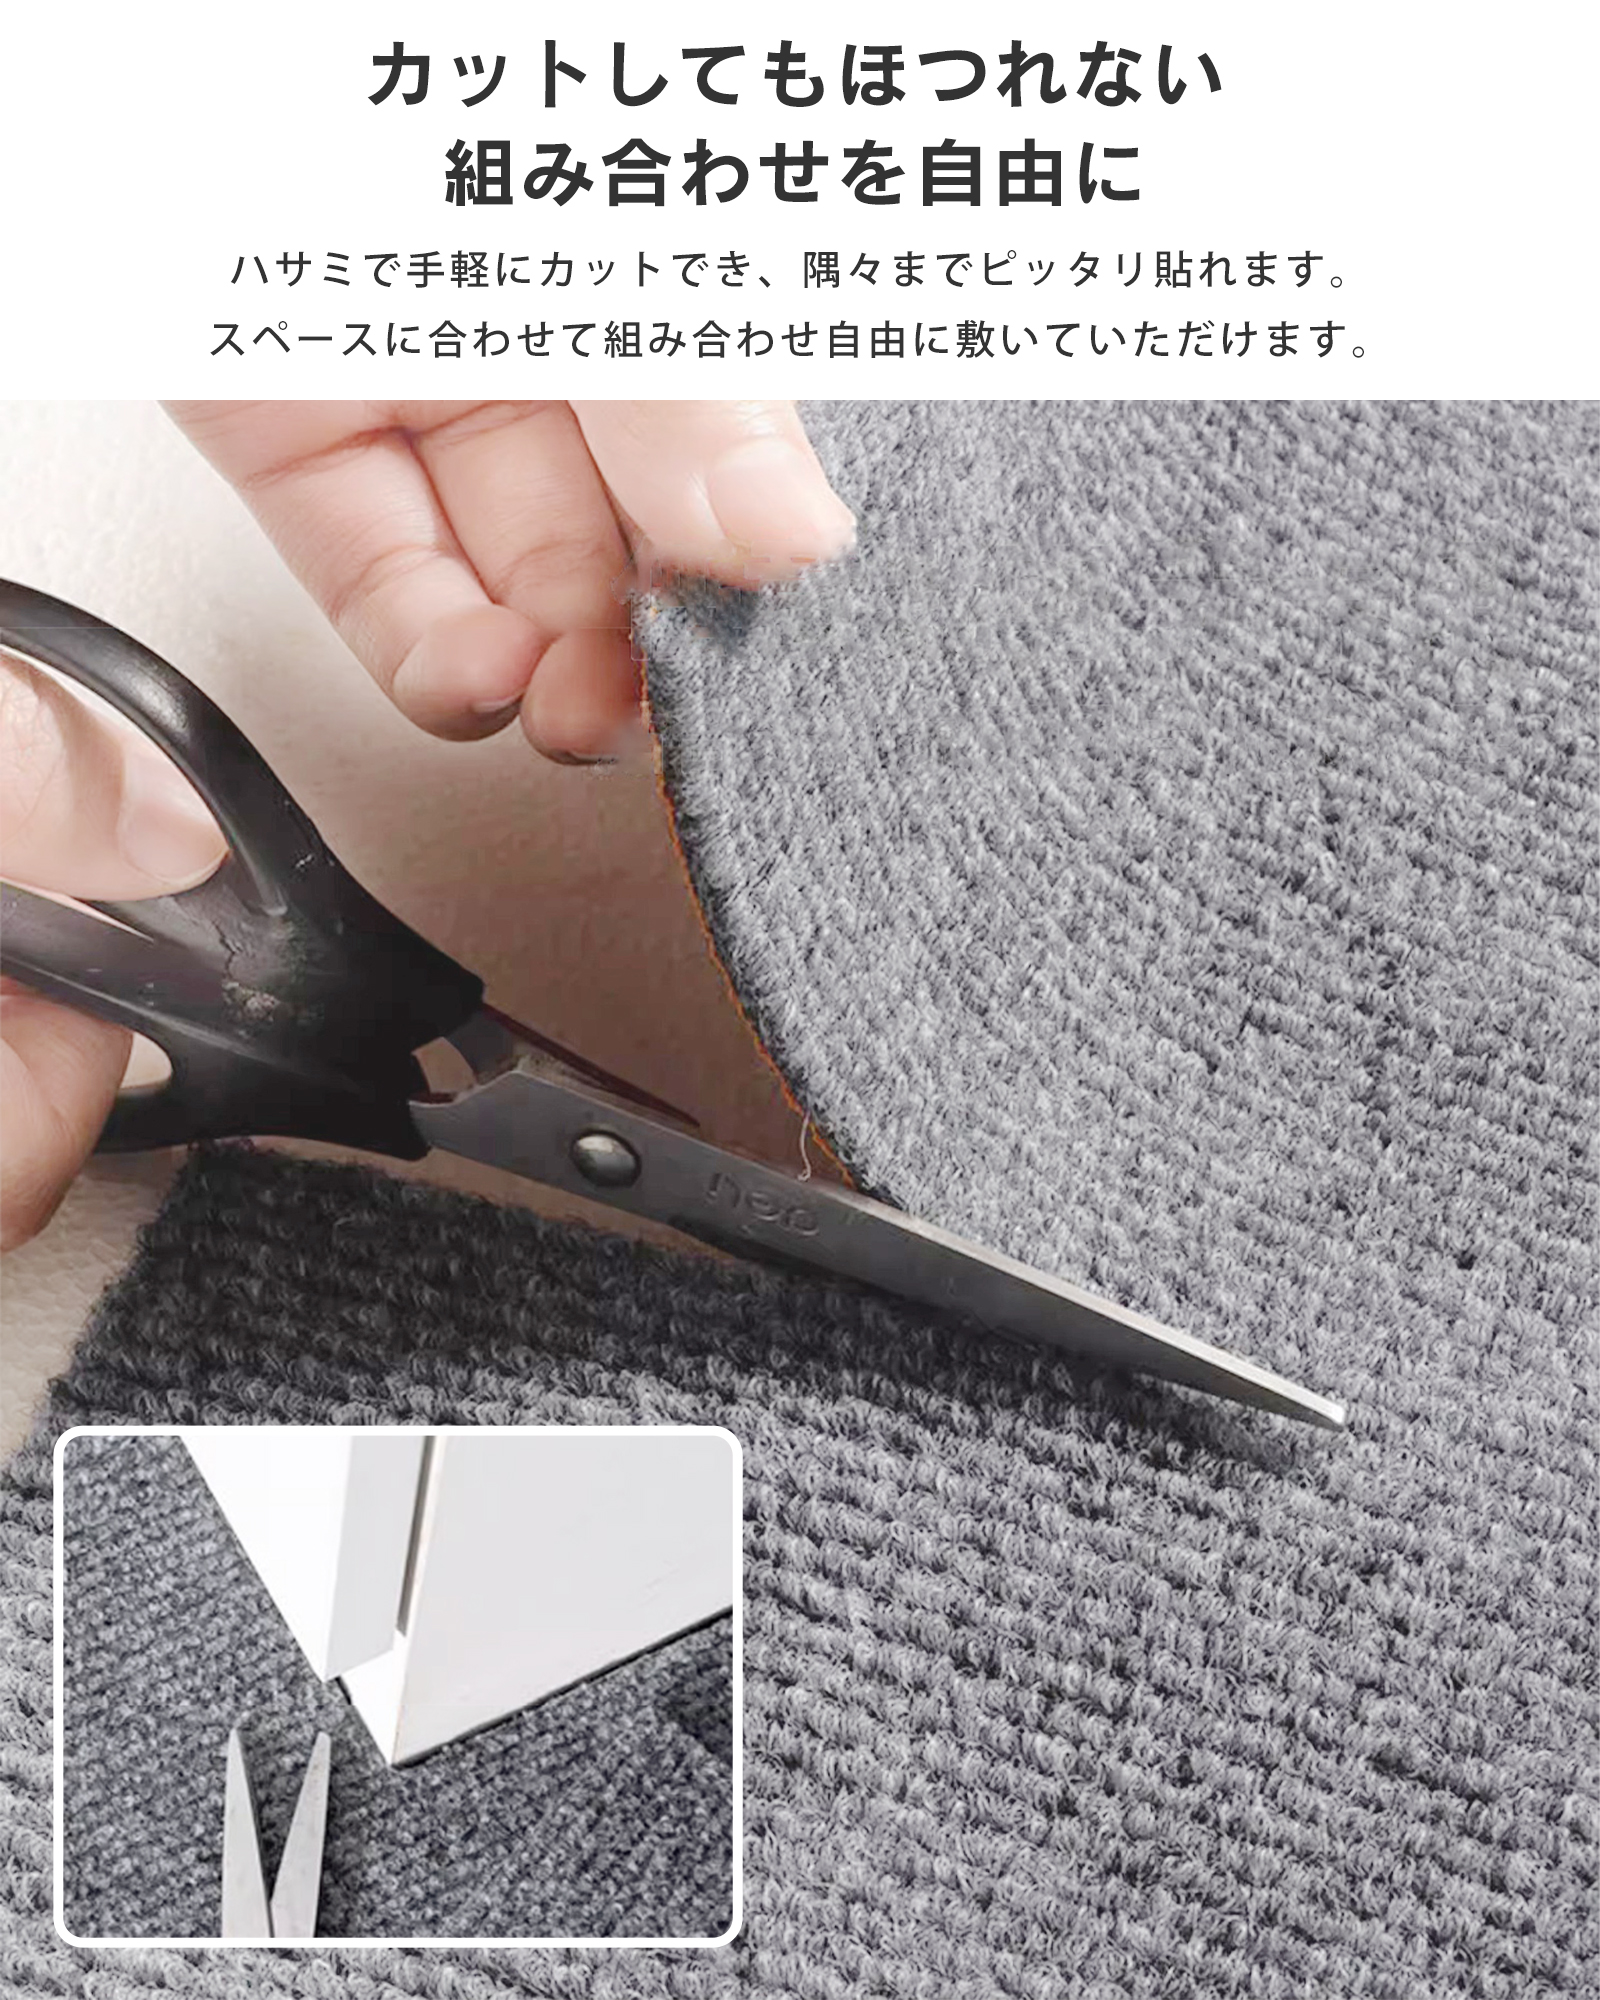 カットしてもほつれない
組み合わせを自由に
ハサミで手軽にカットでき、隅々までピッタリ貼れます。
スペースに合わせて組み合わせ自由に敷いていただけます。